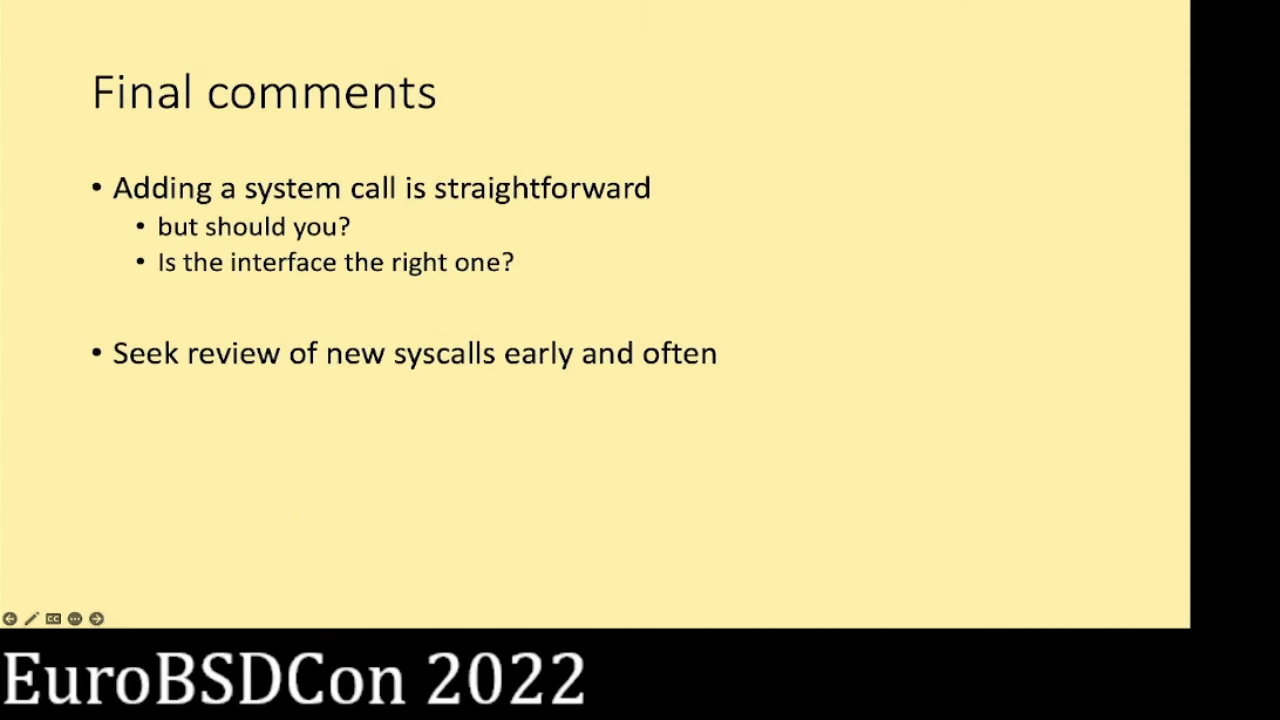 Final comments
• Adding a system call is straightforward
• but should you?
• Is the interface the right one?
• Seek review of new syscalls early and often
CC
EuroBSDCon 2022